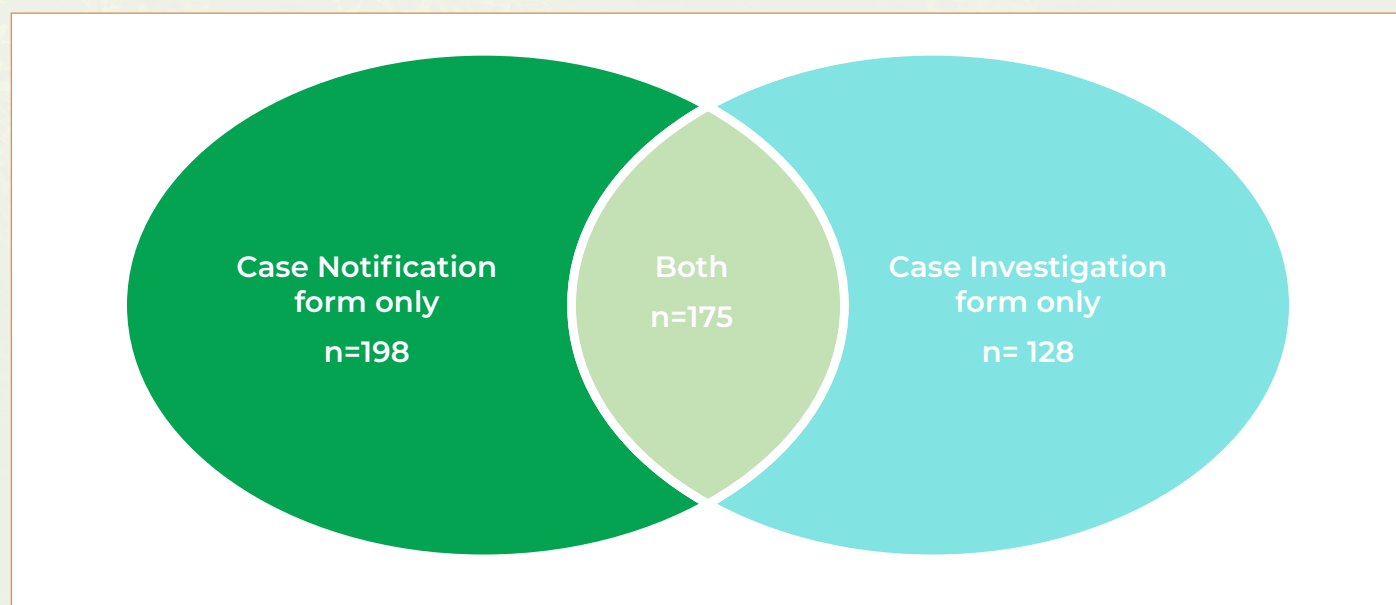 Case Notification
form only
n=198
Both
n=175
Case Investigation
form only
n= 128